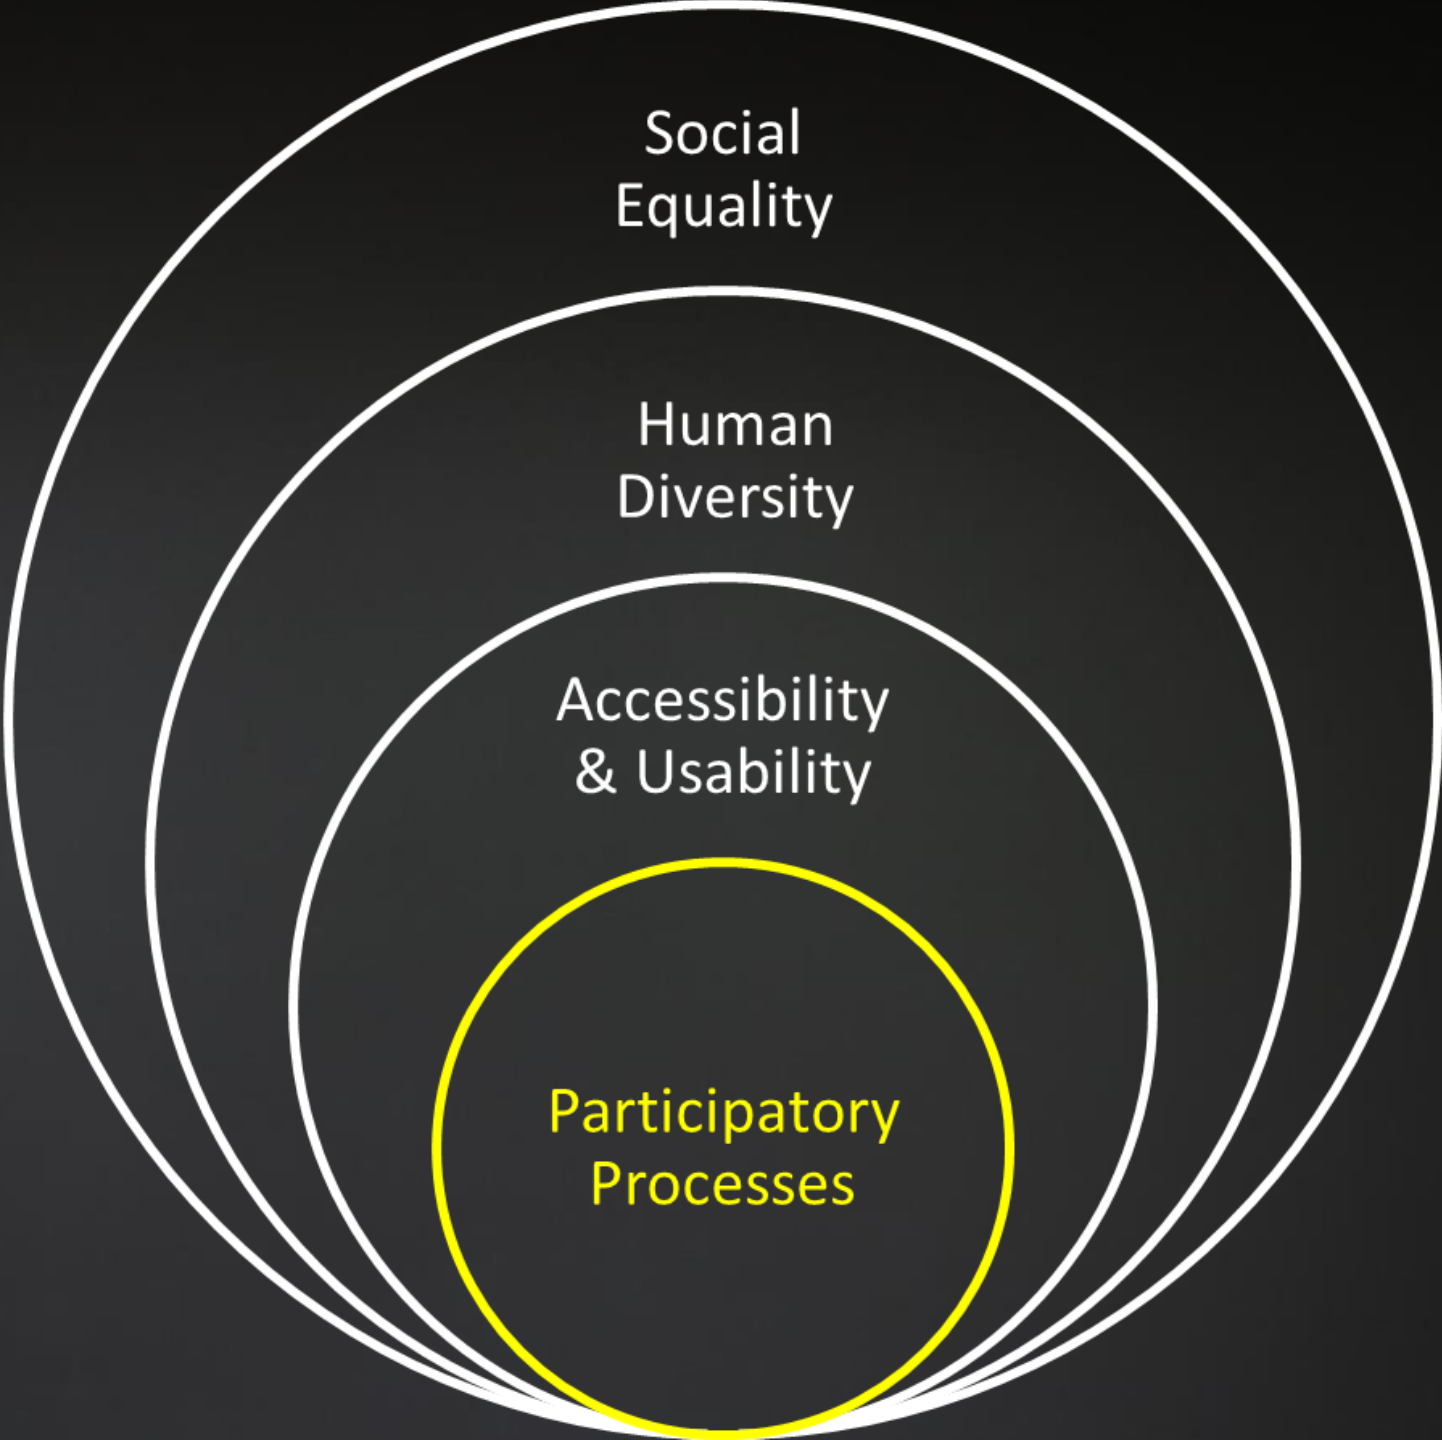 Social
Equality
Human
Diversity
Accessibility
& Usability
Participatory
Processes